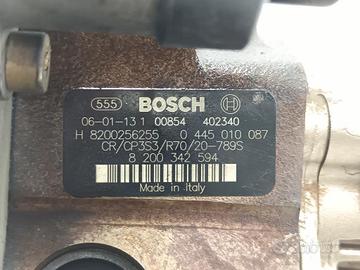 555 BOSCH
06-01-13 1 00854 402340
H 8200256255 0 445 010 087
CR/CP3S3/R70/20-789S
8 200 342 594
Made in Italy
subito